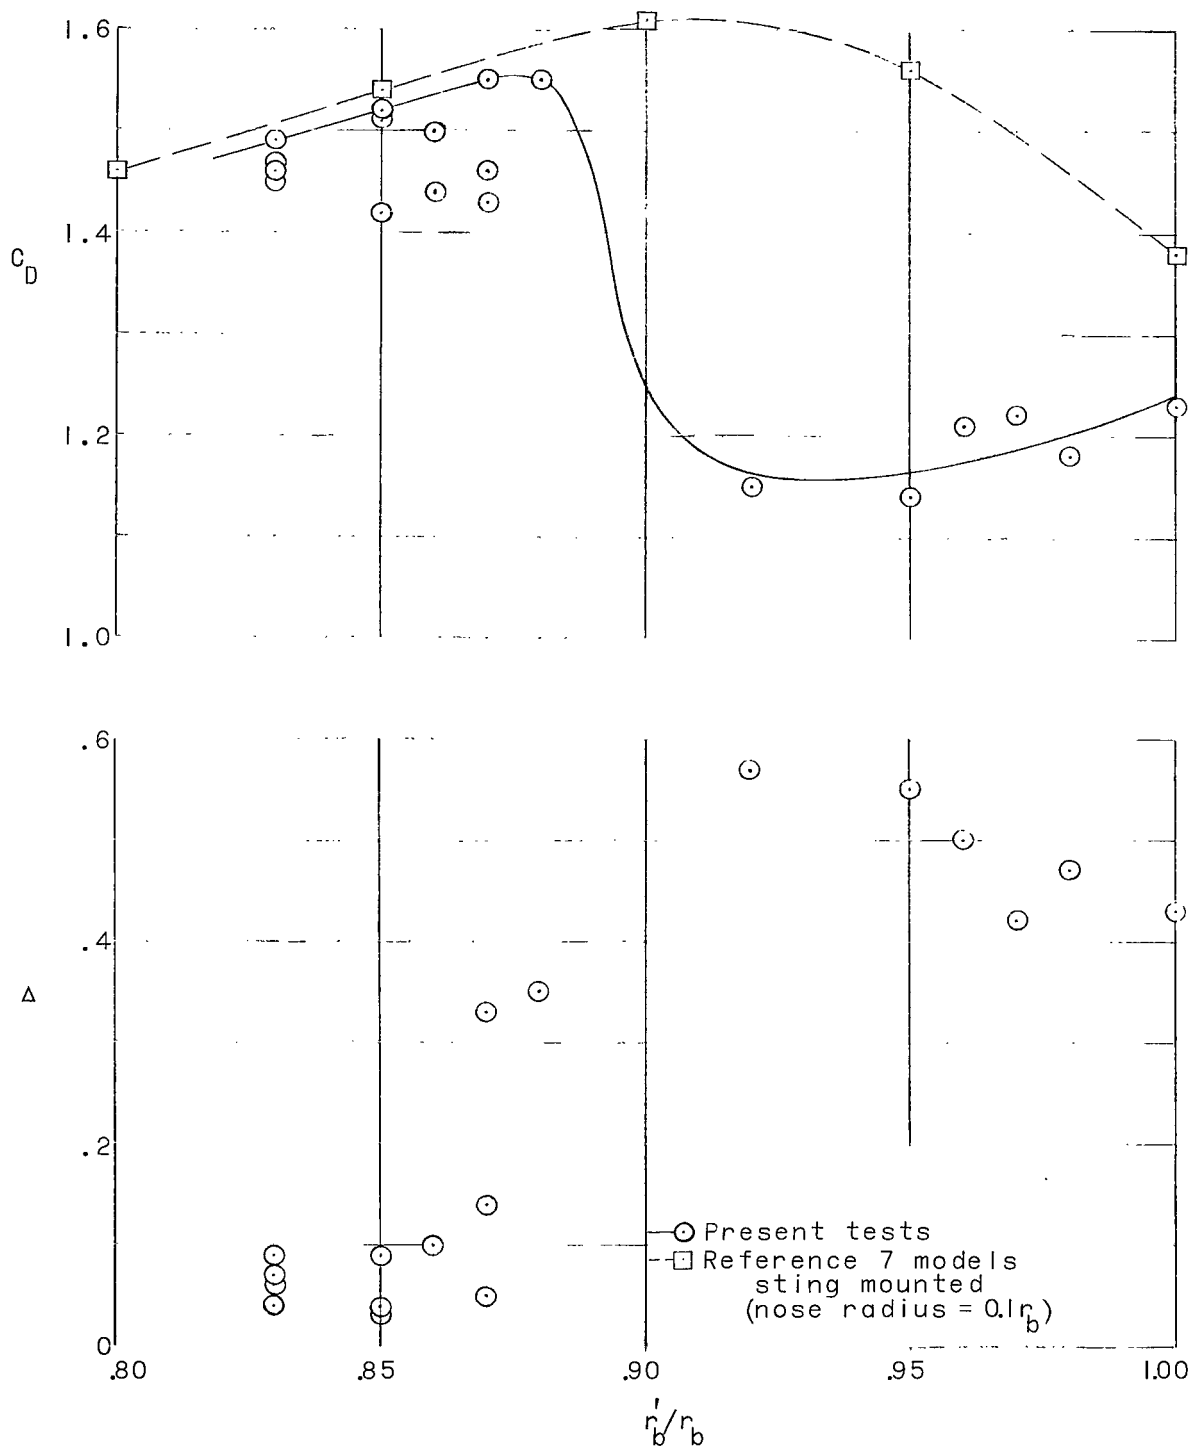 1.6
1.4
C_D
1.2
1.0
.6
.4
Δ
.2
0
Present tests
Reference 7 models
sting mounted
(nose radius = 0.1r_b)
.80
.85
.90
.95
1.00
r'_b/r_b